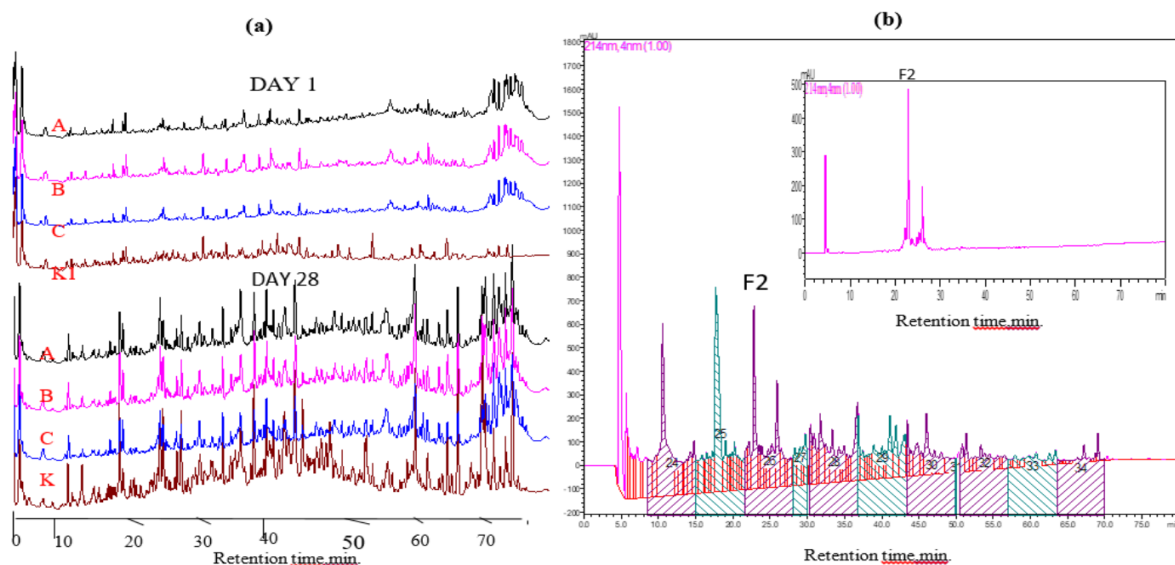 (a)
DAY 1
A
B
C
K1
DAY 28
A
B
C
K
0 10 20 30 40 50 60 70
Retention time,min.
(b)
mAU
214nm,4nm (1.00)
1800
1700
1600
1500
1400
1300
1200
1100
1000
900
800
700
600
500
400
300
200
100
0
-100
-200
F2
24 25 26 27 28 29 30 3 32 33 34
0.0 5.0 10.0 15.0 20.0 25.0 30.0 35.0 40.0 45.0 50.0 55.0 60.0 65.0 70.0
Retention time,min.
mAU
214nm,4nm (1.00)
F2
500
400
300
200
100
0
0 10 20 30 40 50 60 70 min
Retention time,min.